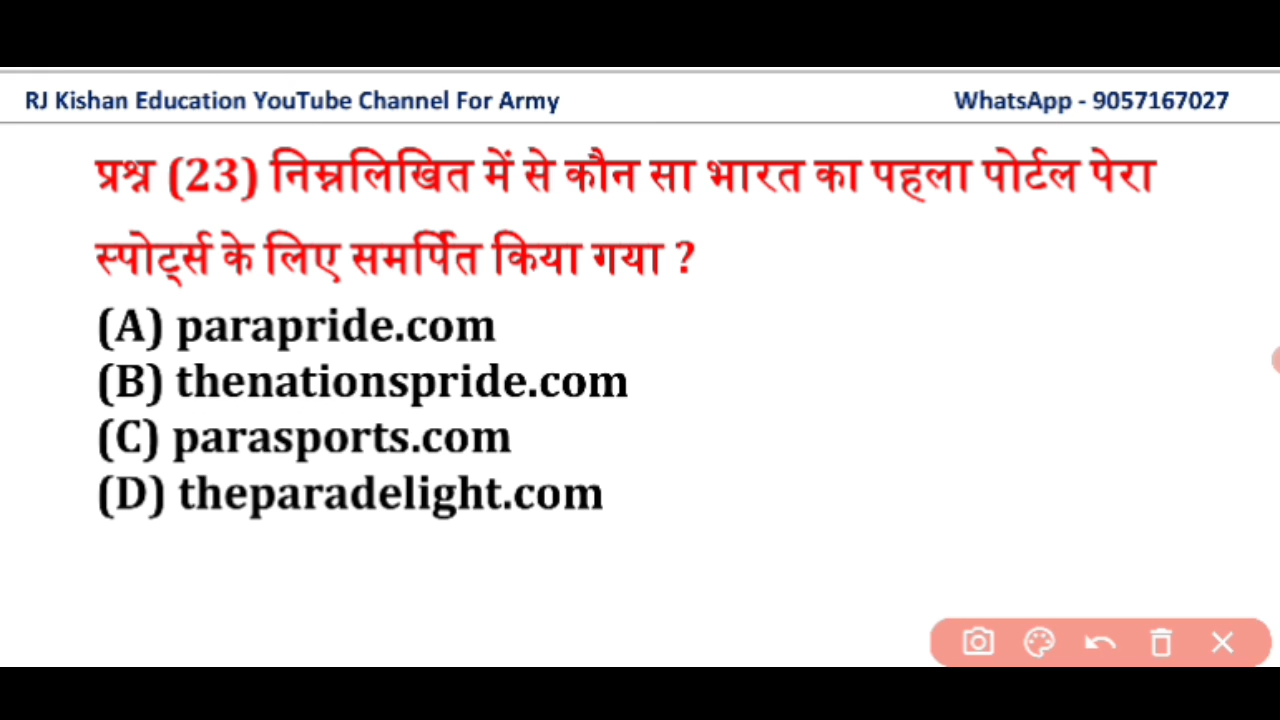 RJ Kishan Education YouTube Channel For Army WhatsApp - 9057167027
प्रश्न (23) निम्नलिखित में से कौन सा भारत का पहला पोर्टल पेरा
स्पोर्ट्स के लिए समर्पित किया गया ?
(A) parapride.com
(B) thenationspride.com
(C) parasports.com
(D) theparadelight.com